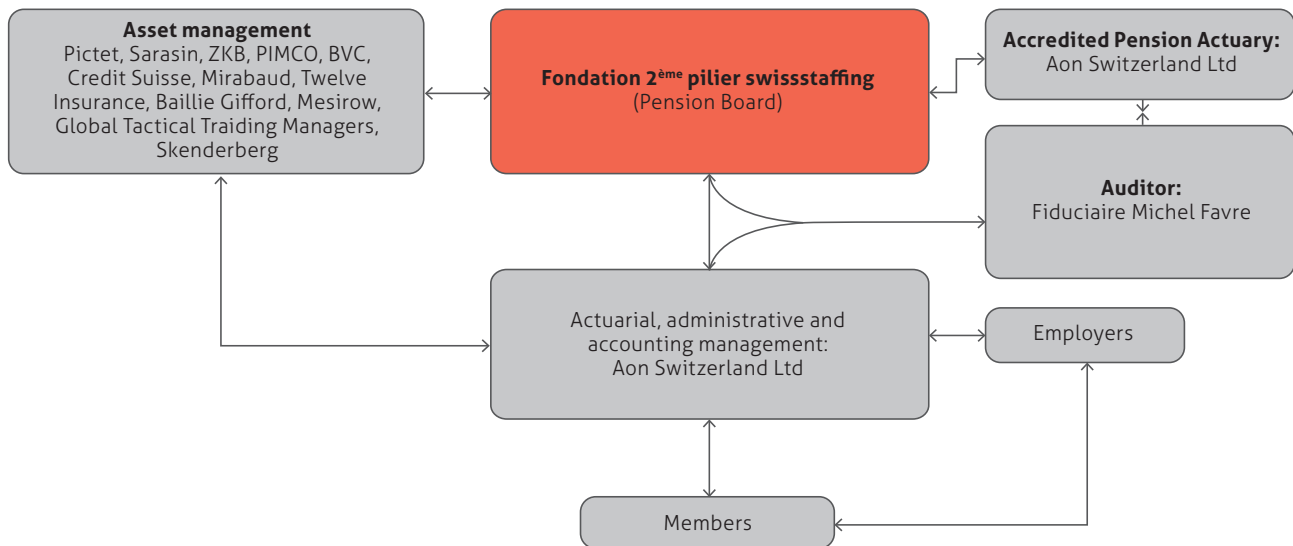 Asset management
Pictet, Sarasin, ZKB, PIMCO, BVC,
Credit Suisse, Mirabaud, Twelve
Insurance, Baillie Gifford, Mesirow,
Global Tactical Traiding Managers,
Skenderberg
Fondation 2ème pilier swissstaffing
(Pension Board)
Accredited Pension Actuary:
Aon Switzerland Ltd
Auditor:
Fiduciaire Michel Favre
Actuarial, administrative and
accounting management:
Aon Switzerland Ltd
Employers
Members